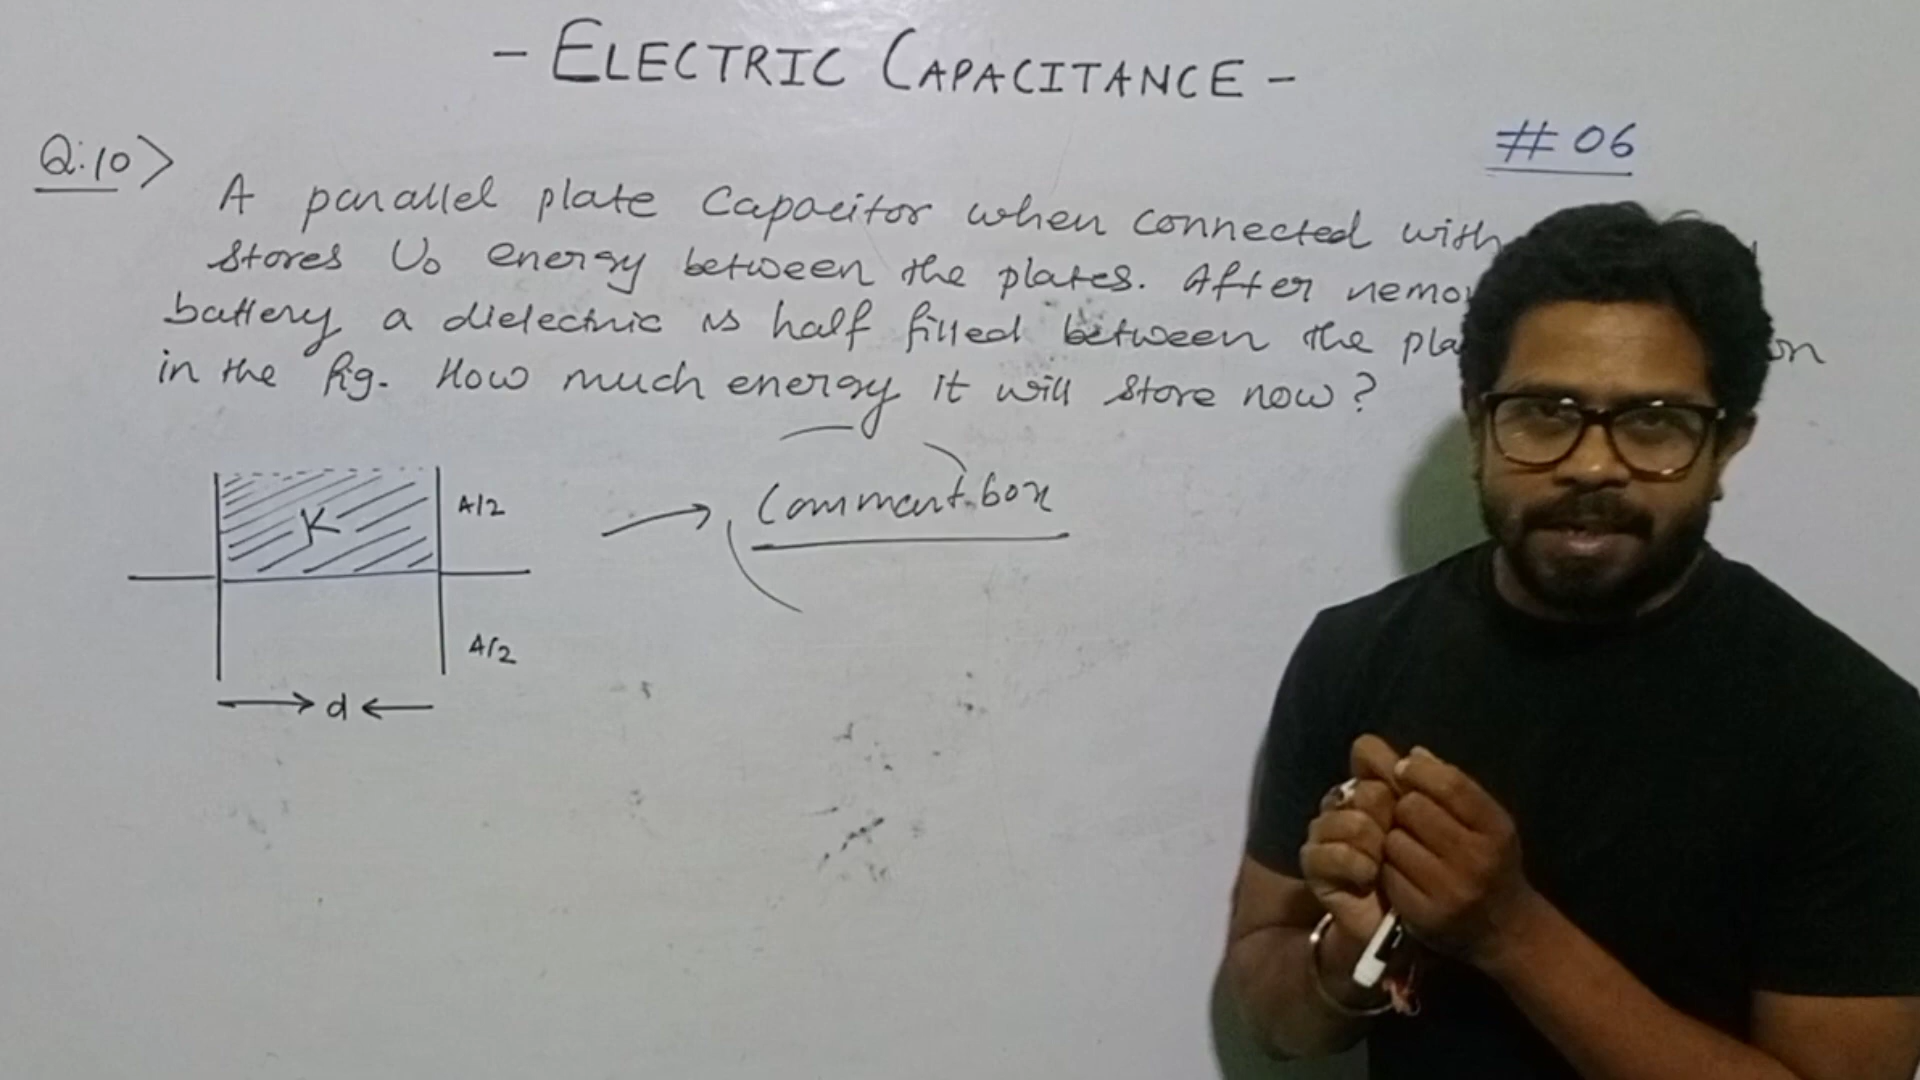 - ELECTRIC CAPACITANCE -
# 06
Q:10>
A parallel plate Capacitor when connected with
stores U₀ energy between the plates. After
battery a dielectric is half filled between the
in the fig. How much energy it will store now?
K
A/2
Comment box
A/2
d